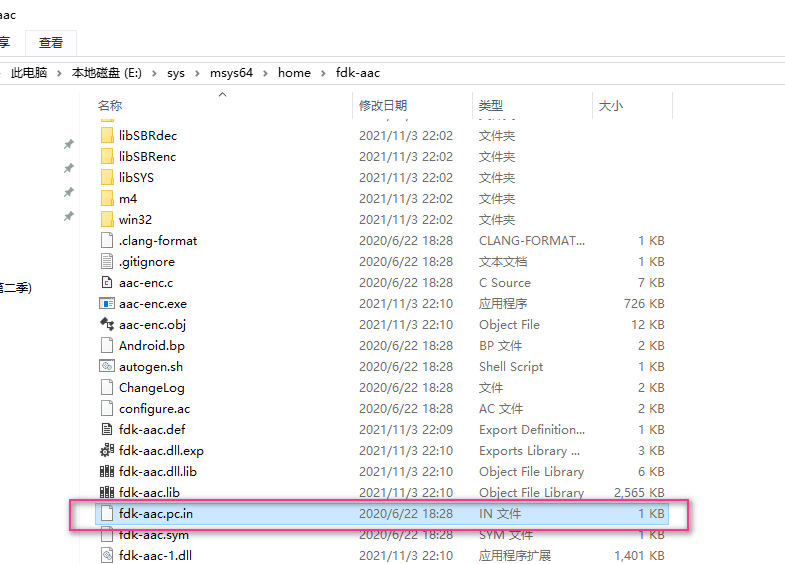 aac
享 查看
此电脑 > 本地磁盘 (E:) > sys > msys64 > home > fdk-aac
名称 修改日期 类型 大小
libSBRdec 2021/11/3 22:02 文件夹
libSBRenc 2021/11/3 22:02 文件夹
libSYS 2021/11/3 22:02 文件夹
m4 2021/11/3 22:02 文件夹
win32 2021/11/3 22:02 文件夹
.clang-format 2020/6/22 18:28 CLANG-FORMAT... 1 KB
.gitignore 2020/6/22 18:28 文本文档 1 KB
第二季) aac-enc.c 2020/6/22 18:28 C Source 7 KB
aac-enc.exe 2021/11/3 22:10 应用程序 726 KB
aac-enc.obj 2021/11/3 22:10 Object File 12 KB
Android.bp 2020/6/22 18:28 BP 文件 2 KB
autogen.sh 2020/6/22 18:28 Shell Script 1 KB
ChangeLog 2020/6/22 18:28 文件 2 KB
configure.ac 2020/6/22 18:28 AC 文件 2 KB
fdk-aac.def 2021/11/3 22:09 Export Definition... 1 KB
fdk-aac.dll.exp 2021/11/3 22:10 Exports Library ... 3 KB
fdk-aac.dll.lib 2021/11/3 22:10 Object File Library 6 KB
fdk-aac.lib 2021/11/3 22:10 Object File Library 2,565 KB
fdk-aac.pc.in 2020/6/22 18:28 IN 文件 1 KB
fdk-aac.sym 2020/6/22 18:28 SYM 文件 1 KB
fdk-aac-1.dll 2021/11/3 22:10 应用程序扩展 1,401 KB